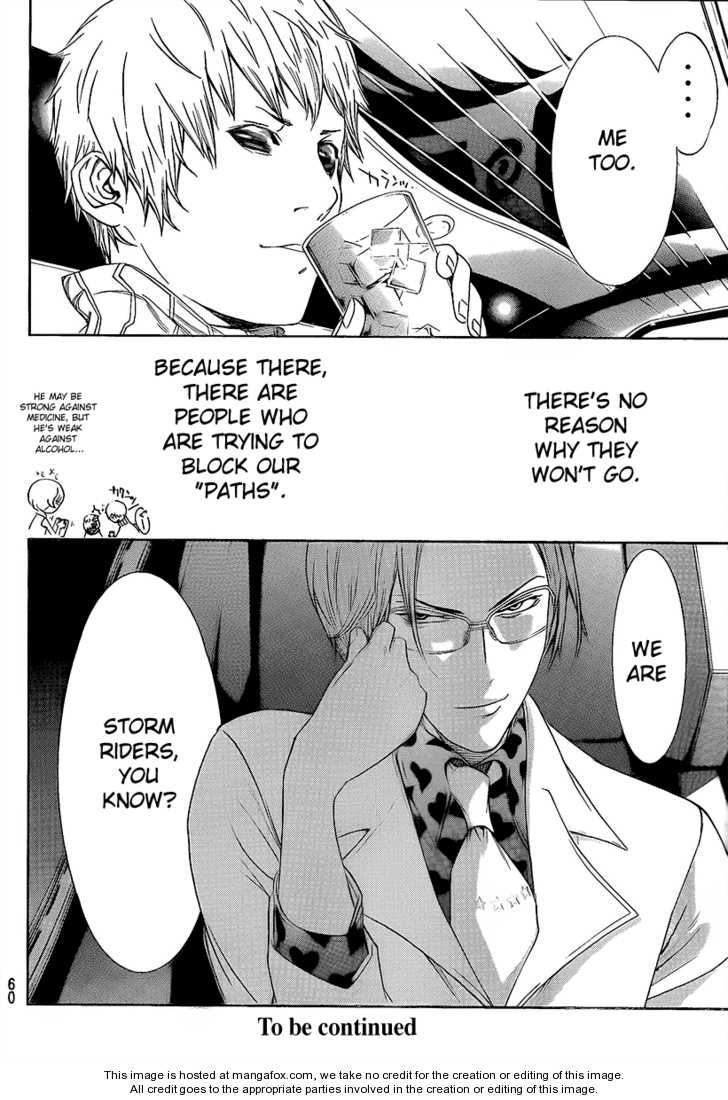 ....
ME
TOO.
カラン…
THERE'S NO
REASON
WHY THEY
WON'T GO.
BECAUSE THERE,
THERE ARE
PEOPLE WHO
ARE TRYING TO
BLOCK OUR
"PATHS".
HE MAY BE
STRONG AGAINST
MEDICINE, BUT
HE'S WEAK
AGAINST
ALCOHOL...
WE ARE
STORM
RIDERS,
YOU
KNOW?
60
To be continued
This image is hosted at mangafox.com, we take no credit for the creation or editing of this image.
All credit goes to the appropriate parties involved in the creation or editing of this image.